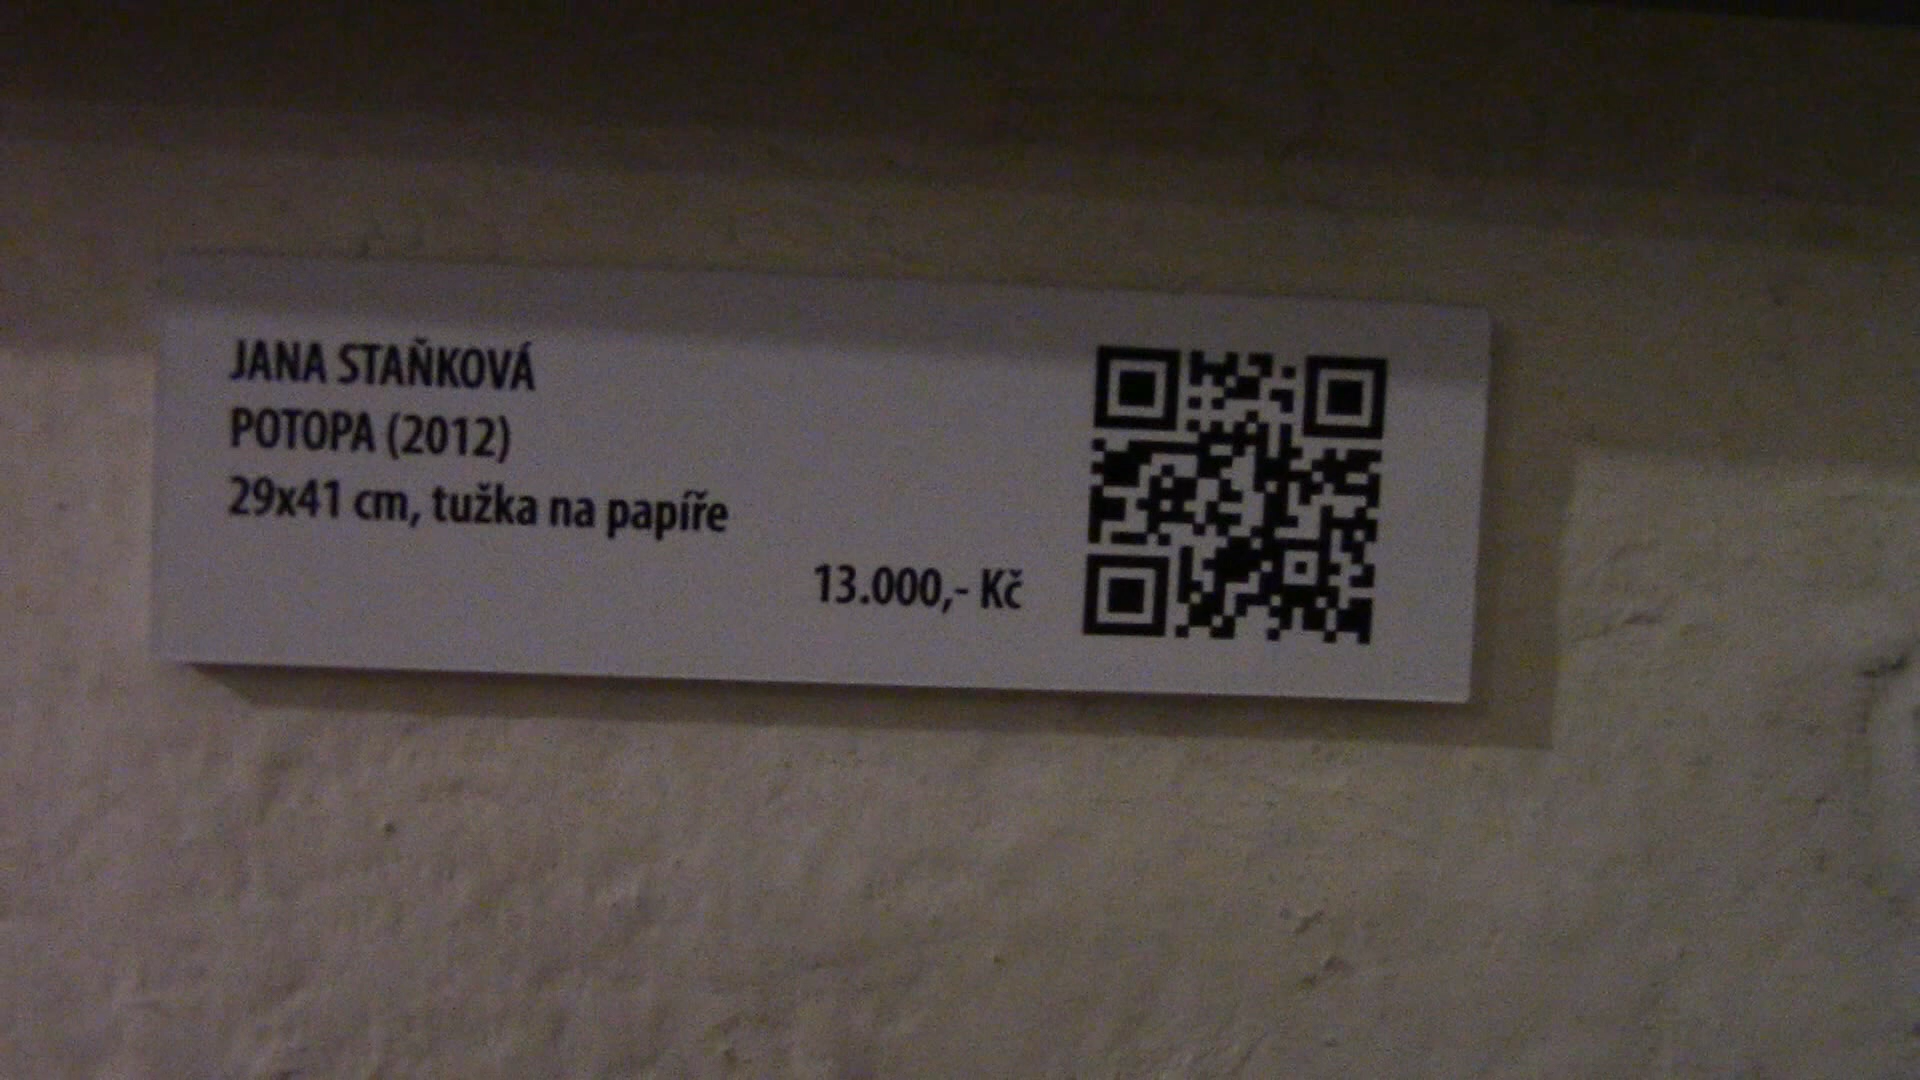 JANA STAŇKOVÁ
POTOPA (2012)
29x41 cm, tužka na papíře
13.000,- Kč